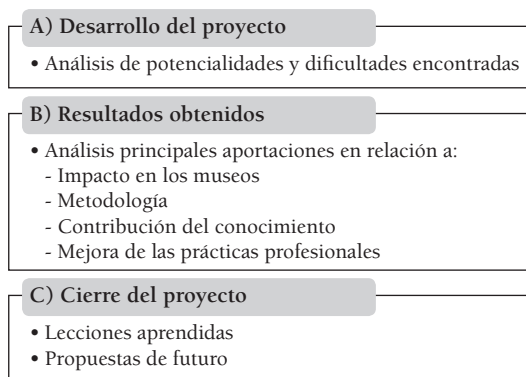 A) Desarrollo del proyecto
• Análisis de potencialidades y dificultades encontradas
B) Resultados obtenidos
• Análisis principales aportaciones en relación a:
- Impacto en los museos
- Metodología
- Contribución del conocimiento
- Mejora de las prácticas profesionales
C) Cierre del proyecto
• Lecciones aprendidas
• Propuestas de futuro